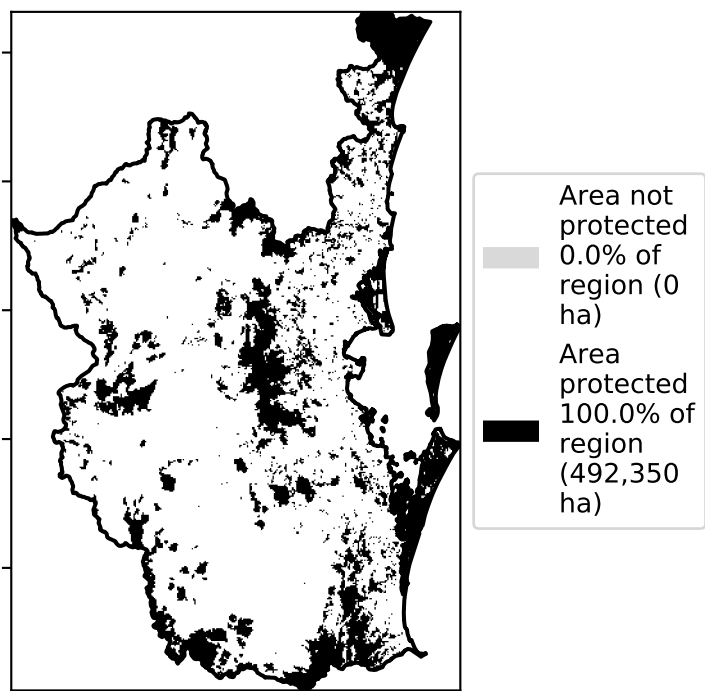 Area not
protected
0.0% of
region (0
ha)
Area
protected
100.0% of
region
(492,350
ha)